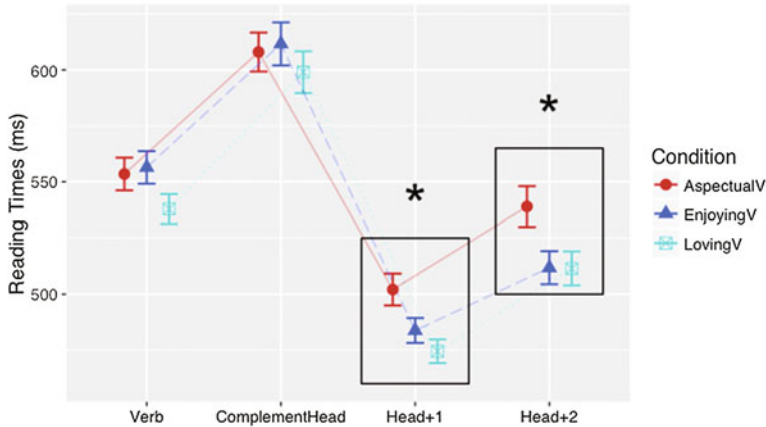 Reading Times (ms)
600
550
500
*
*
Verb
ComplementHead
Head+1
Head+2
Condition
AspectualV
EnjoyingV
LovingV